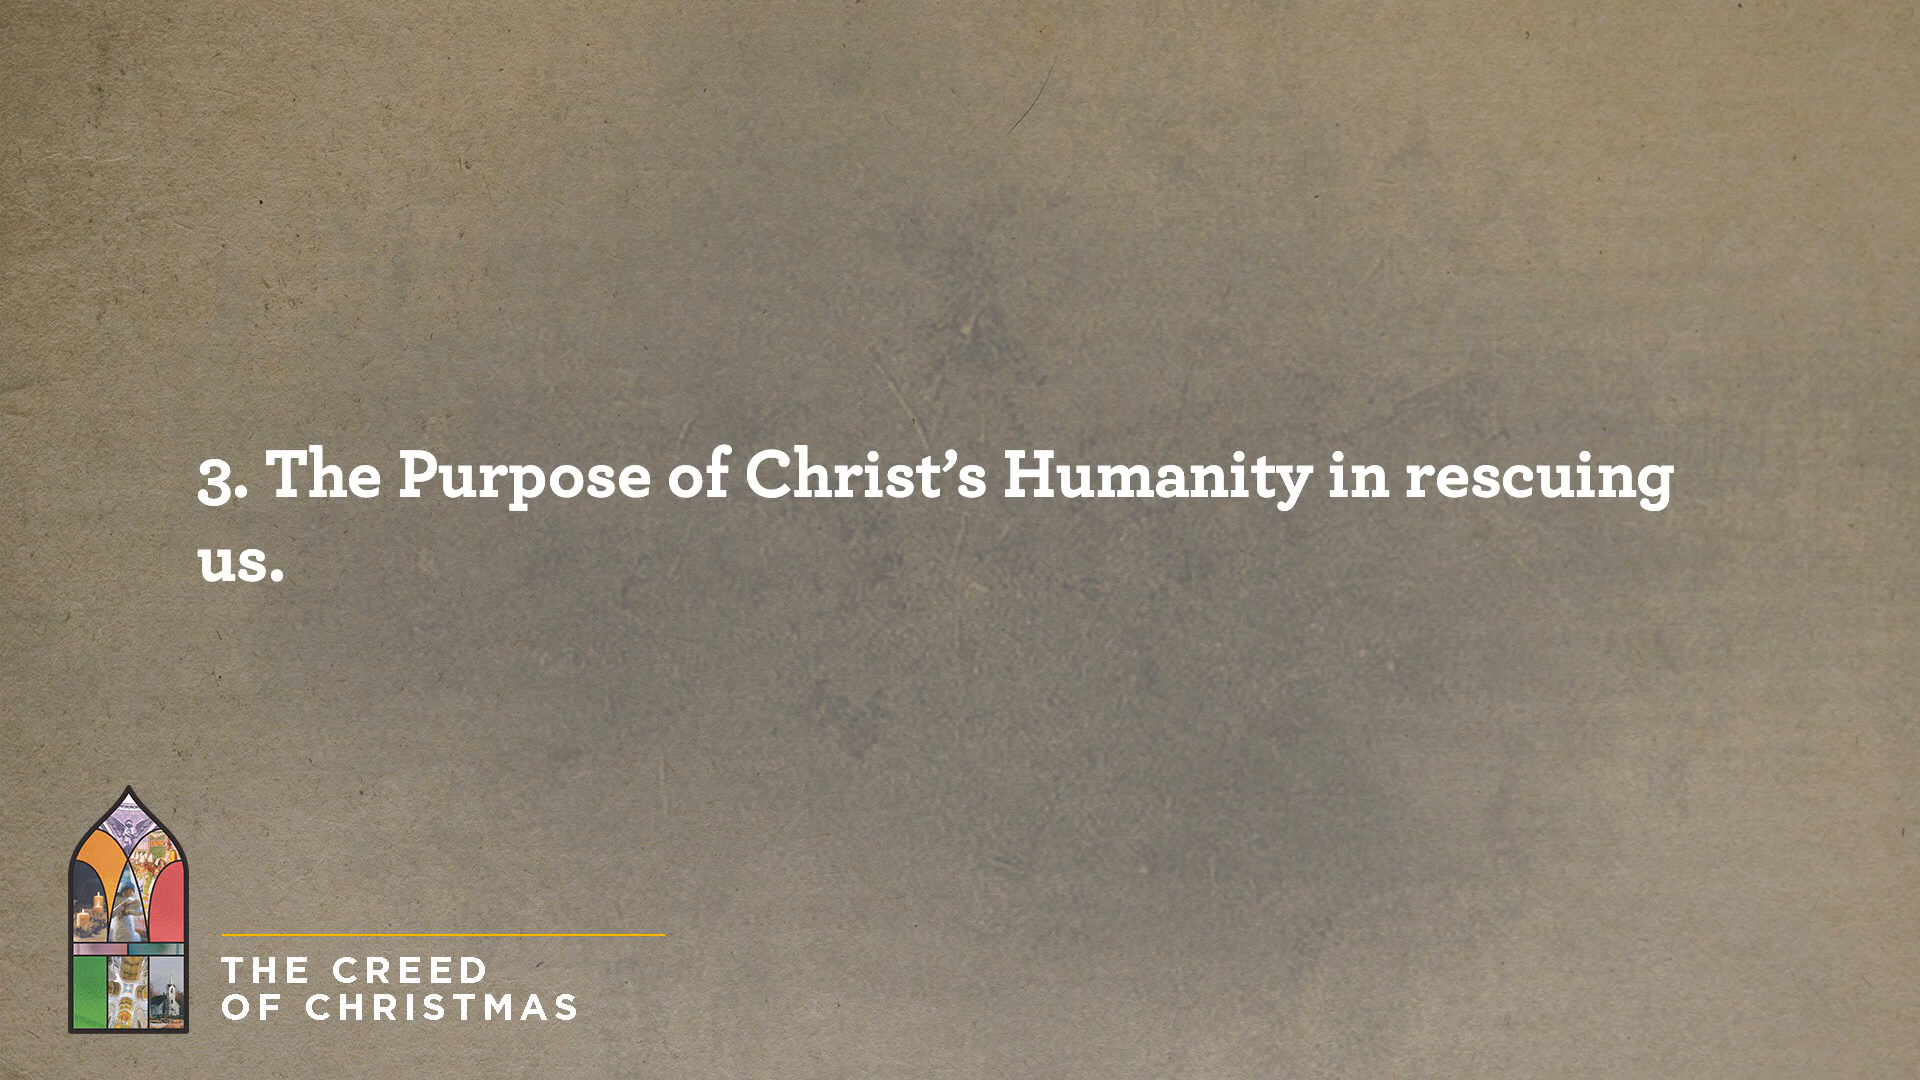 3. The Purpose of Christ’s Humanity in rescuing
us.
THE CREED
OF CHRISTMAS